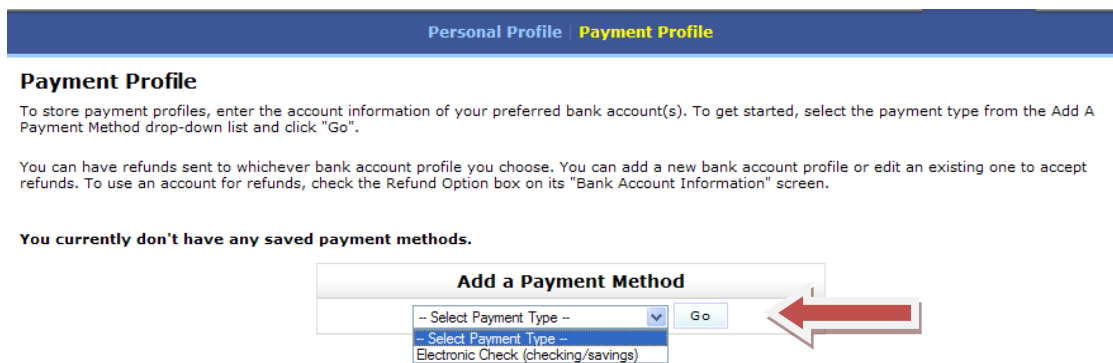 Personal Profile | Payment Profile
Payment Profile
To store payment profiles, enter the account information of your preferred bank account(s). To get started, select the payment type from the Add A
Payment Method drop-down list and click "Go".
You can have refunds sent to whichever bank account profile you choose. You can add a new bank account profile or edit an existing one to accept
refunds. To use an account for refunds, check the Refund Option box on its "Bank Account Information" screen.
You currently don't have any saved payment methods.
Add a Payment Method
-- Select Payment Type -- Go
-- Select Payment Type --
Electronic Check (checking/savings)